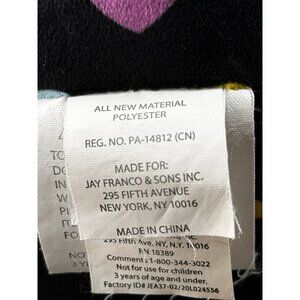 ALL NEW MATERIAL
POLYESTER
REG. NO. PA-14812 (CN)
MADE FOR:
JAY FRANCO & SONS INC.
295 FIFTH AVENUE
NEW YORK, NY 10016
MADE IN CHINA
295 Fifth Ave. NY, N.Y. 10016
RN 18389
Comments: 1-800-344-3022
Not for use for children
3 years of age and under.
Factory ID# JEA37-02/20L024556